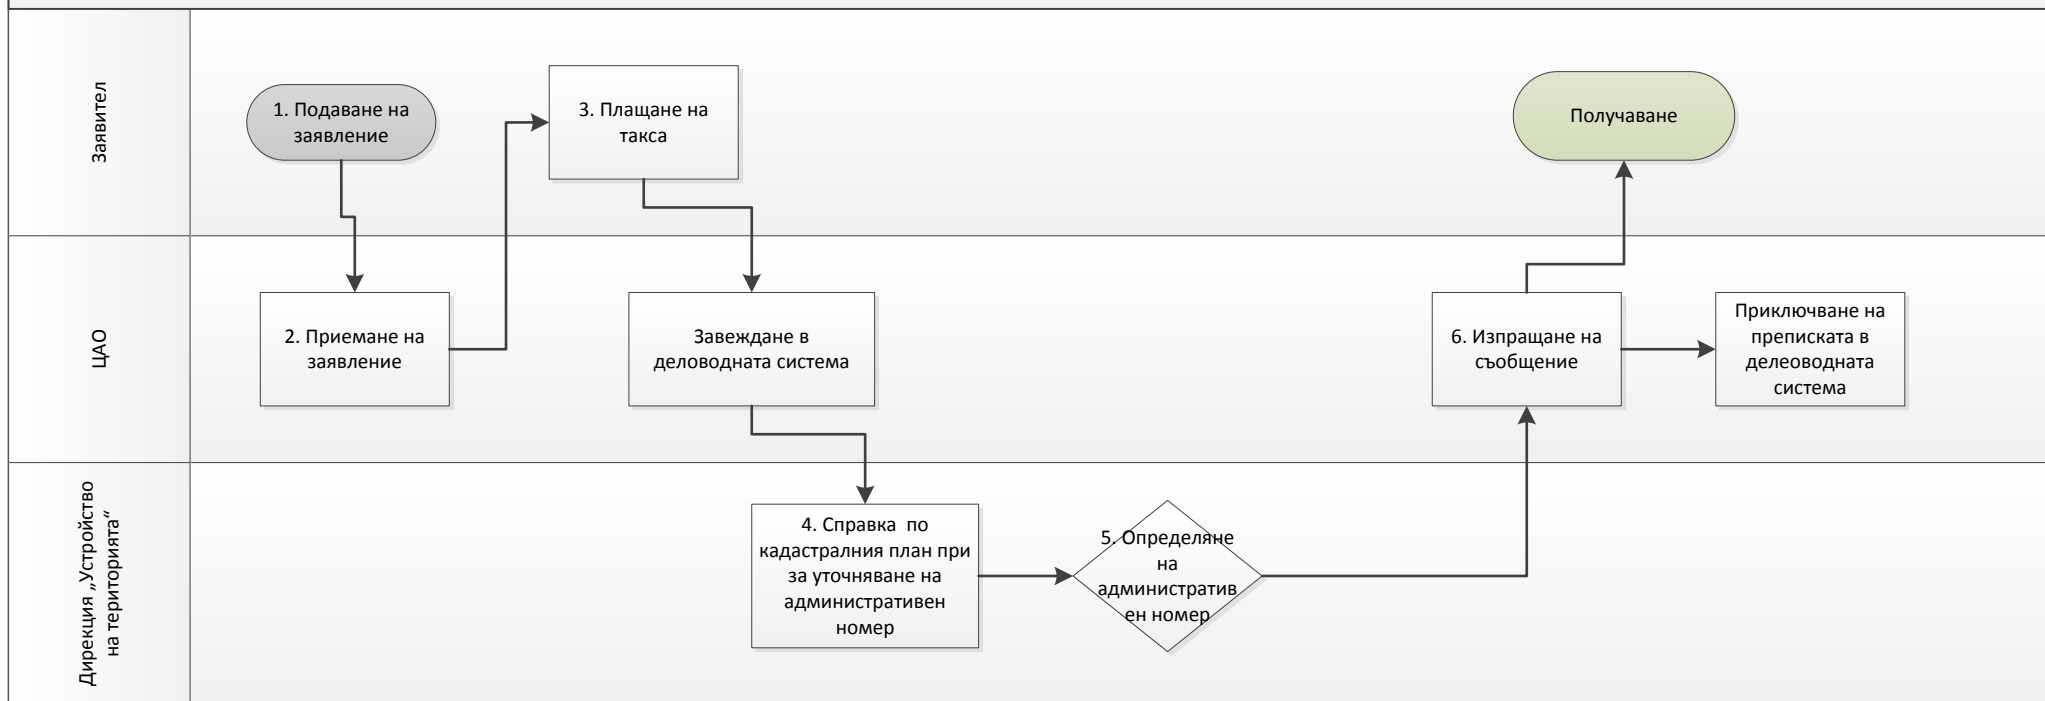 Заявител
1. Подаване на
заявление
3. Плащане на
такса
Получаване
ЦАО
2. Приемане на
заявление
Завеждане в
деловодната система
6. Изпращане на
съобщение
Приключване на
преписката в
делеоводната
система
Дирекция „Устройство
на територията“
4. Справка по
кадастралния план при
за уточняване на
административен
номер
5. Определяне
на
административ
ен номер